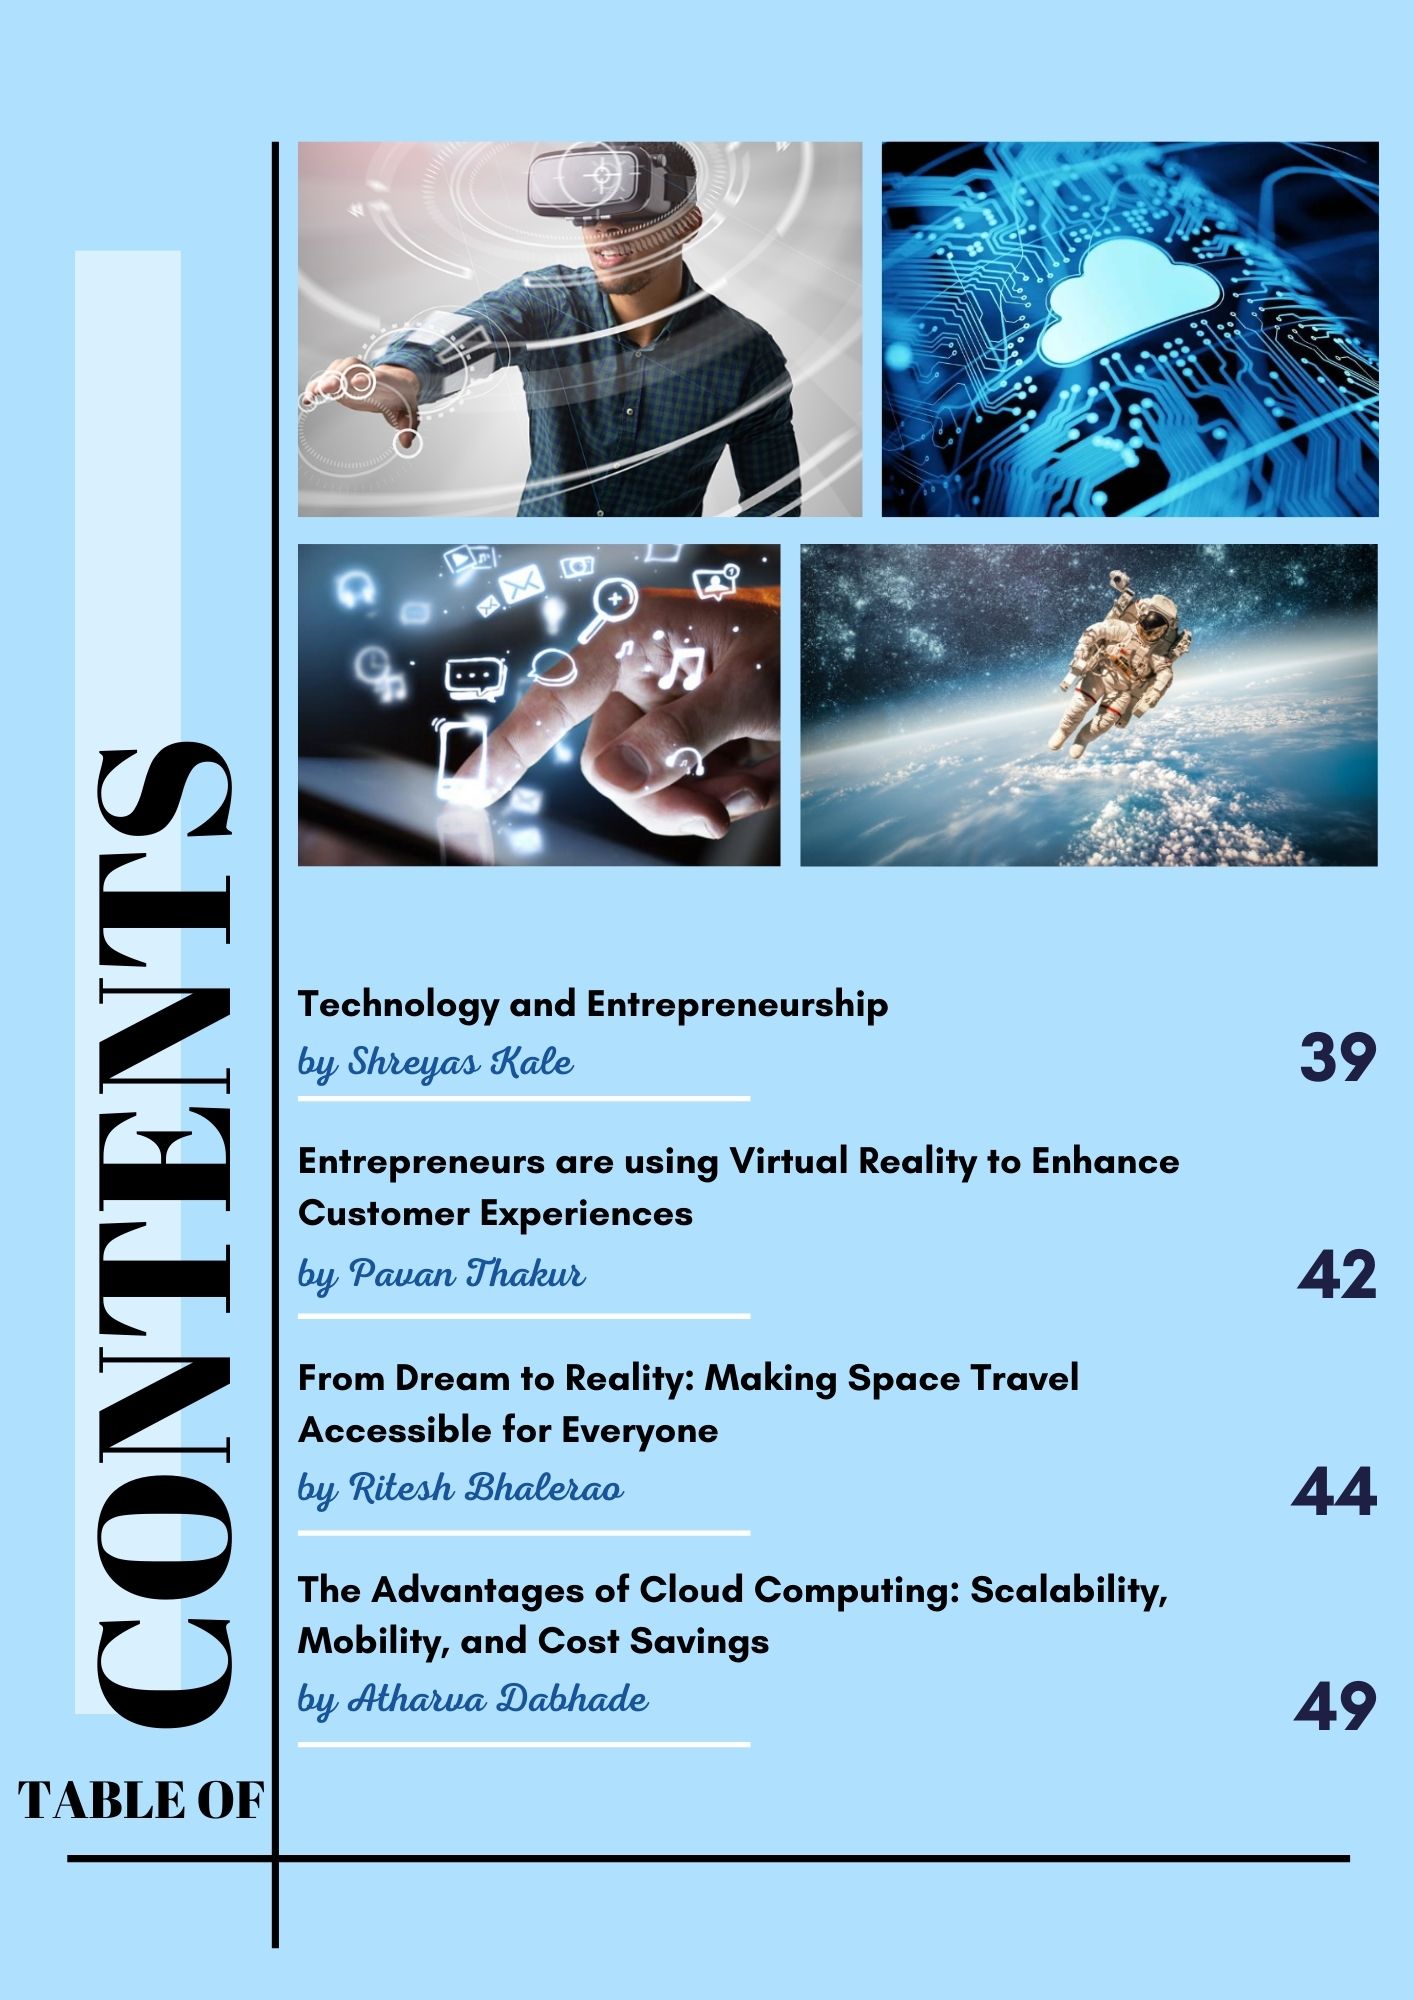 TABLE OF
CONTENTS
Technology and Entrepreneurship
by Shreyas Kale
39
Entrepreneurs are using Virtual Reality to Enhance
Customer Experiences
by Pavan Thakur
42
From Dream to Reality: Making Space Travel
Accessible for Everyone
by Ritesh Bhalerao
44
The Advantages of Cloud Computing: Scalability,
Mobility, and Cost Savings
by Atharva Dabhade
49